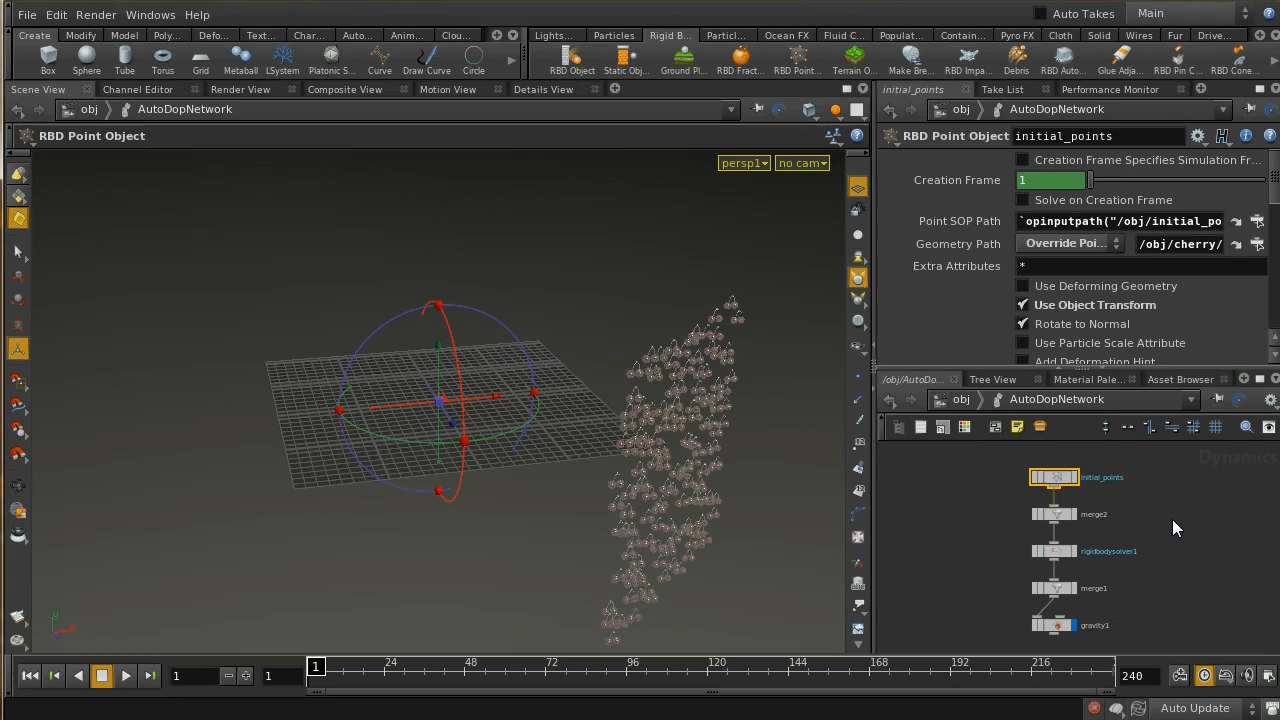 File Edit Render Windows Help Auto Takes Main
Create Modify Model Poly... Defo... Text... Char... Auto... Anim... Clou... Lights... Particles Rigid B... Particl... Ocean FX Fluid C... Populat... Contain... Pyro FX Cloth Solid Wires Fur Drive...
Box Sphere Tube Torus Grid Metaball LSystem Platonic S... Curve Draw Curve Circle RBD Object Static Obj... Ground Pl... RBD Fract... RBD Point... Terrain O... Make Bre... RBD Impa... Debris RBD Auto... Glue Adja... RBD Pin C... RBD Cone...
Scene View Channel Editor Render View Composite View Motion View Details View initial_points Take List Performance Monitor
obj AutoDopNetwork obj AutoDopNetwork
RBD Point Object RBD Point Object initial_points
persp1 no cam
Creation Frame Specifies Simulation Fr...
Creation Frame 1
Solve on Creation Frame
Point SOP Path `opinputpath("/obj/initial_po
Geometry Path Override Poi... /obj/cherry/
Extra Attributes *
Use Deforming Geometry
Use Object Transform
Rotate to Normal
Use Particle Scale Attribute
Add Deformation Hint
/obj/AutoDo... Tree View Material Pale... Asset Browser
obj AutoDopNetwork
Dynamics
initial_points
merge2
rigidbodysolver1
merge1
gravity1
1 1 1 24 48 72 96 120 144 168 192 216 240
Auto Update